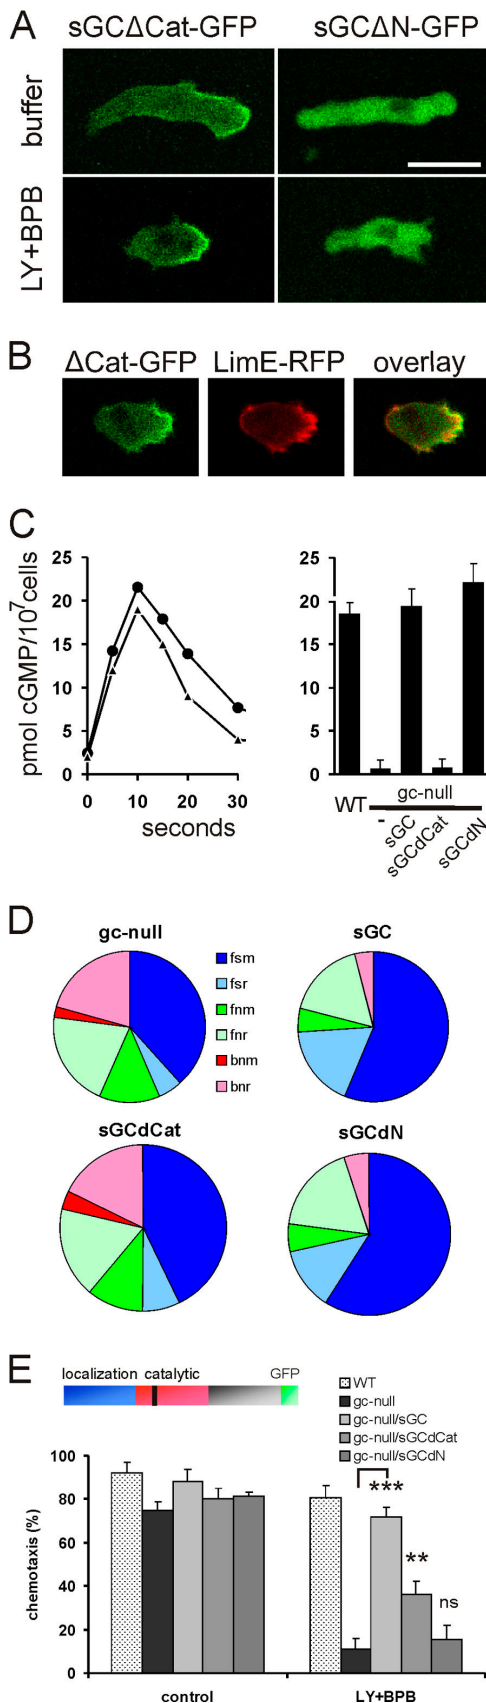 A
sGCΔCat-GFP sGCΔN-GFP
buffer
LY+BPB
B
ΔCat-GFP LimE-RFP overlay
C
pmol cGMP/10⁷cells
25 25
20 20
15 15
10 10
5 5
0 0
0 10 20 30
seconds
WT gc-null
- sGC sGCdCat sGCdN
D
gc-null sGC
fsm
fsr
fnm
fnr
bnm
bnr
sGCdCat sGCdN
E
localization catalytic GFP
WT
gc-null
gc-null/sGC
gc-null/sGCdCat
gc-null/sGCdN
chemotaxis (%)
100
80
60
40
20
0
***
**
ns
control LY+BPB